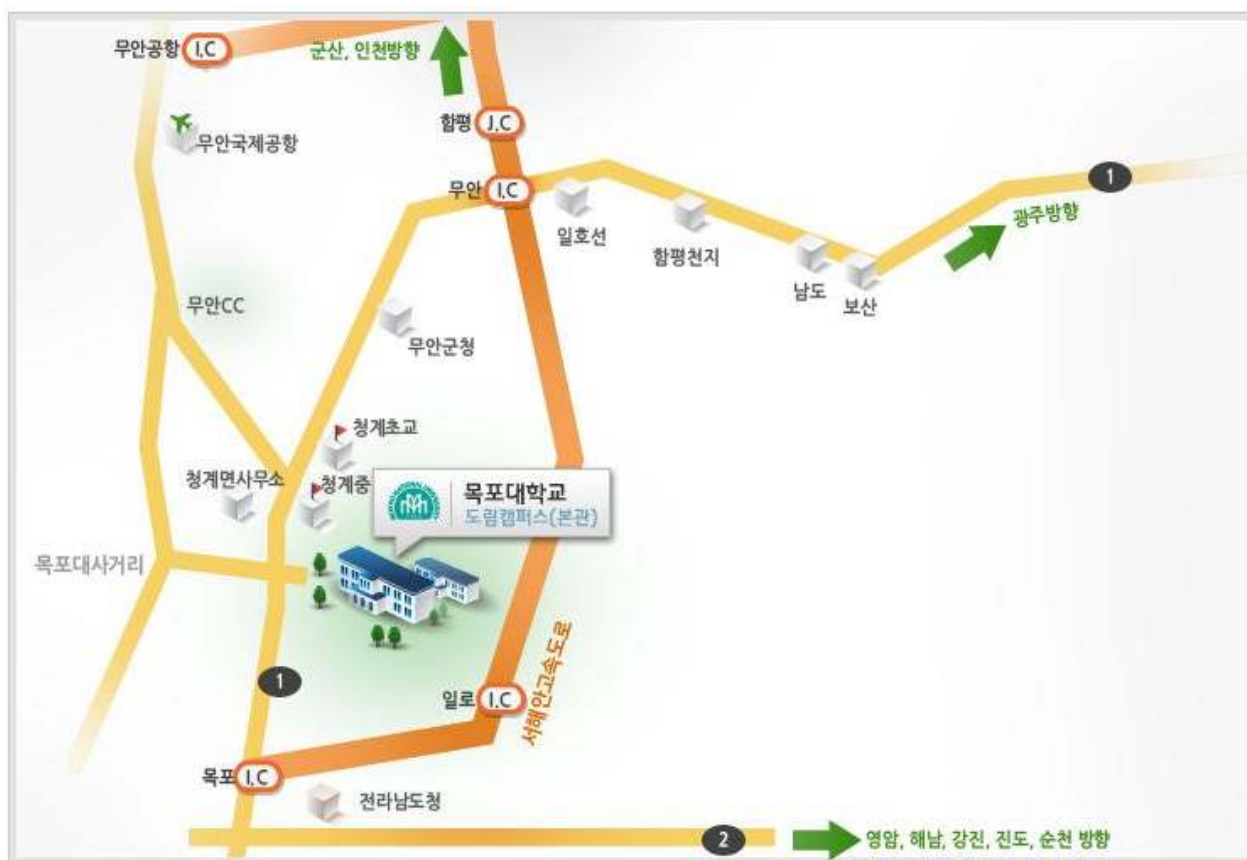 무안공항 I.C
군산, 인천방향
함평 J.C
무안국제공항
무안 I.C
1
일호선
함평천지
광주방향
남도
보산
무안CC
무안군청
청계초교
청계면사무소
청계중
목포대학교
도림캠퍼스(본관)
목포대사거리
1
일로 I.C
서해안고속도로
목포 I.C
전라남도청
2
영암, 해남, 강진, 진도, 순천 방향